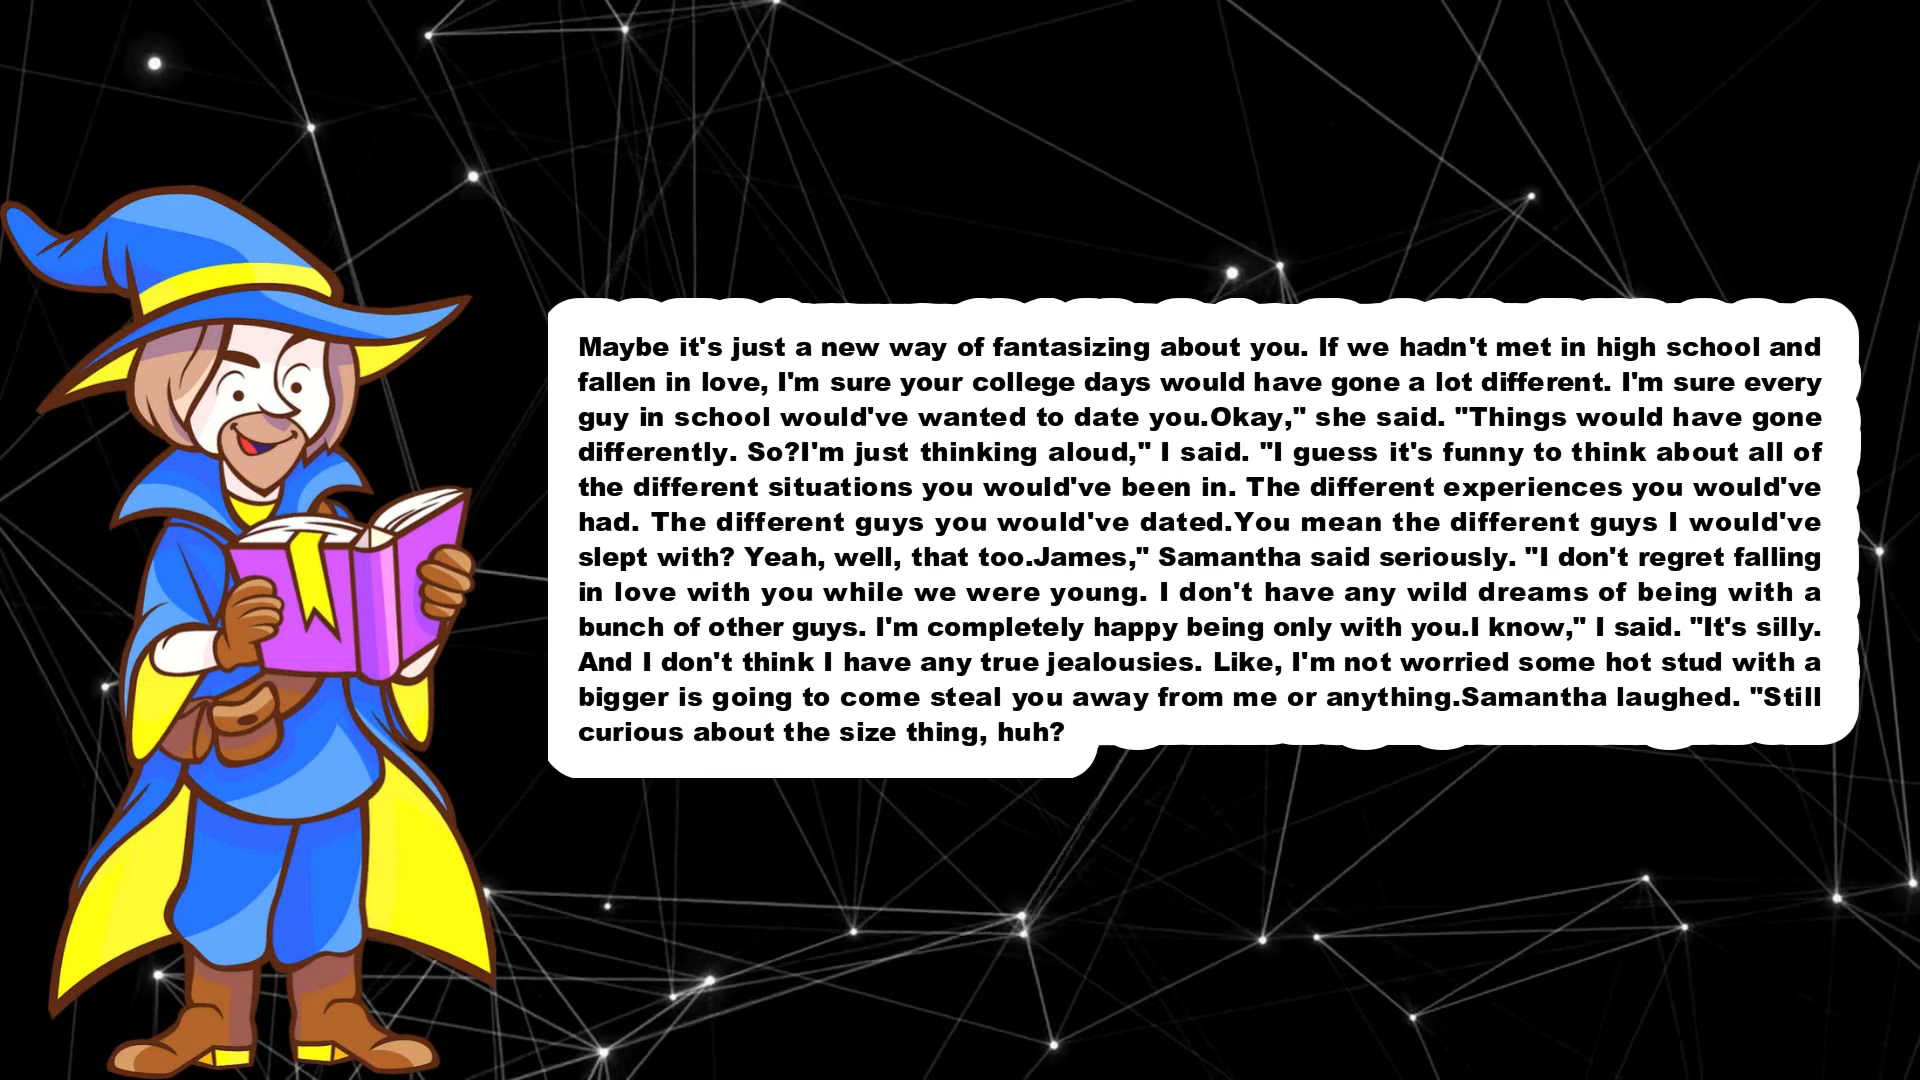 Maybe it's just a new way of fantasizing about you. If we hadn't met in high school and
fallen in love, I'm sure your college days would have gone a lot different. I'm sure every
guy in school would've wanted to date you.Okay," she said. "Things would have gone
differently. So?I'm just thinking aloud," I said. "I guess it's funny to think about all of
the different situations you would've been in. The different experiences you would've
had. The different guys you would've dated.You mean the different guys I would've
slept with? Yeah, well, that too.James," Samantha said seriously. "I don't regret falling
in love with you while we were young. I don't have any wild dreams of being with a
bunch of other guys. I'm completely happy being only with you.I know," I said. "It's silly.
And I don't think I have any true jealousies. Like, I'm not worried some hot stud with a
bigger is going to come steal you away from me or anything.Samantha laughed. "Still
curious about the size thing, huh?